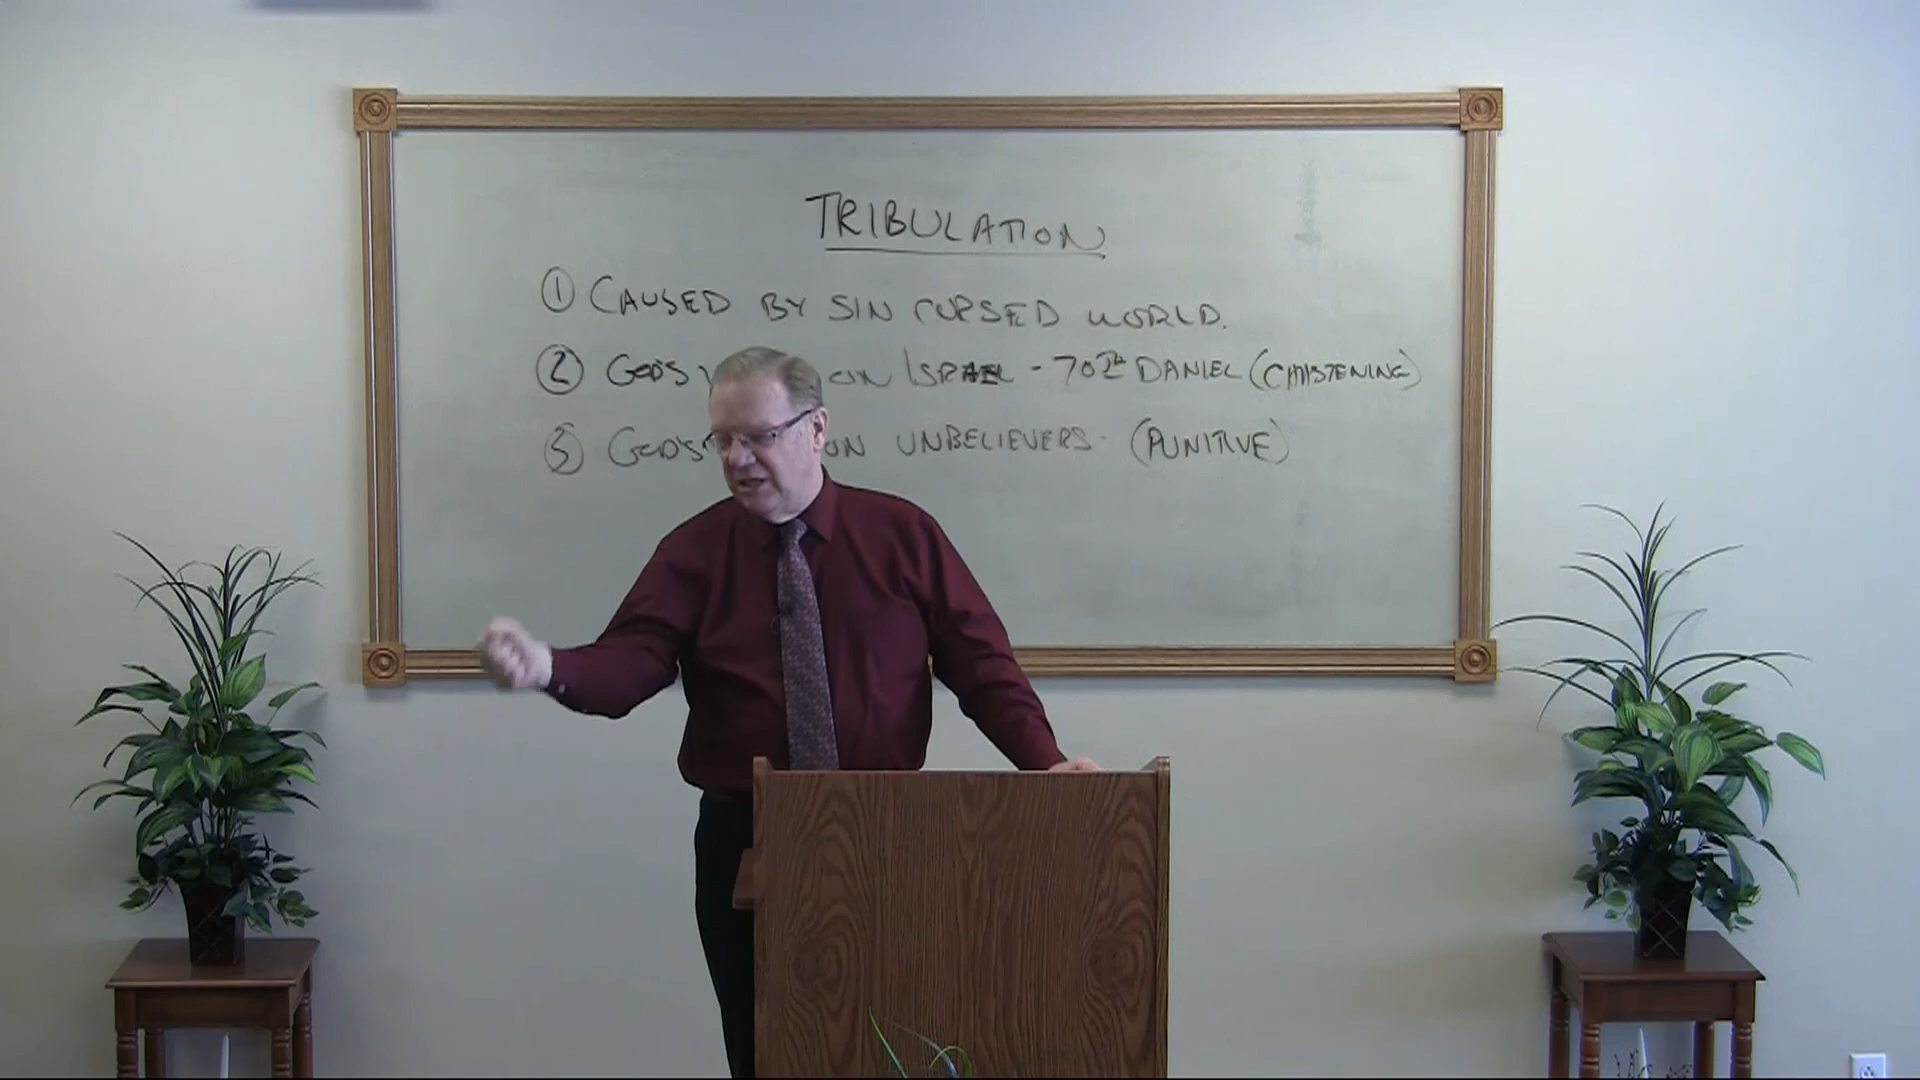 TRIBULATION
① CAUSED BY SIN CURSED WORLD.
② GOD'S ON ISRAEL - 70TH DANIEL (CHASTENING)
③ GOD'S ON UNBELIEVERS. (PUNITIVE)